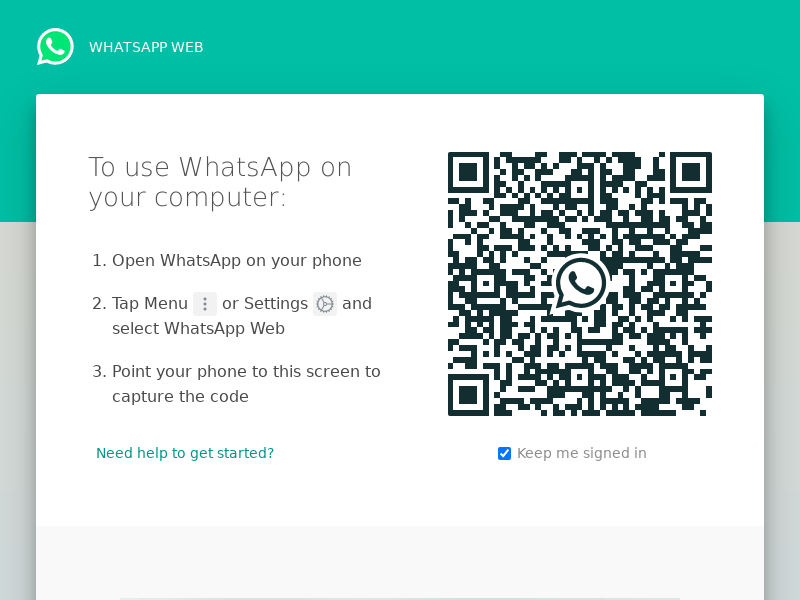 WHATSAPP WEB
To use WhatsApp on
your computer:
1. Open WhatsApp on your phone
2. Tap Menu or Settings and
select WhatsApp Web
3. Point your phone to this screen to
capture the code
Need help to get started?
Keep me signed in